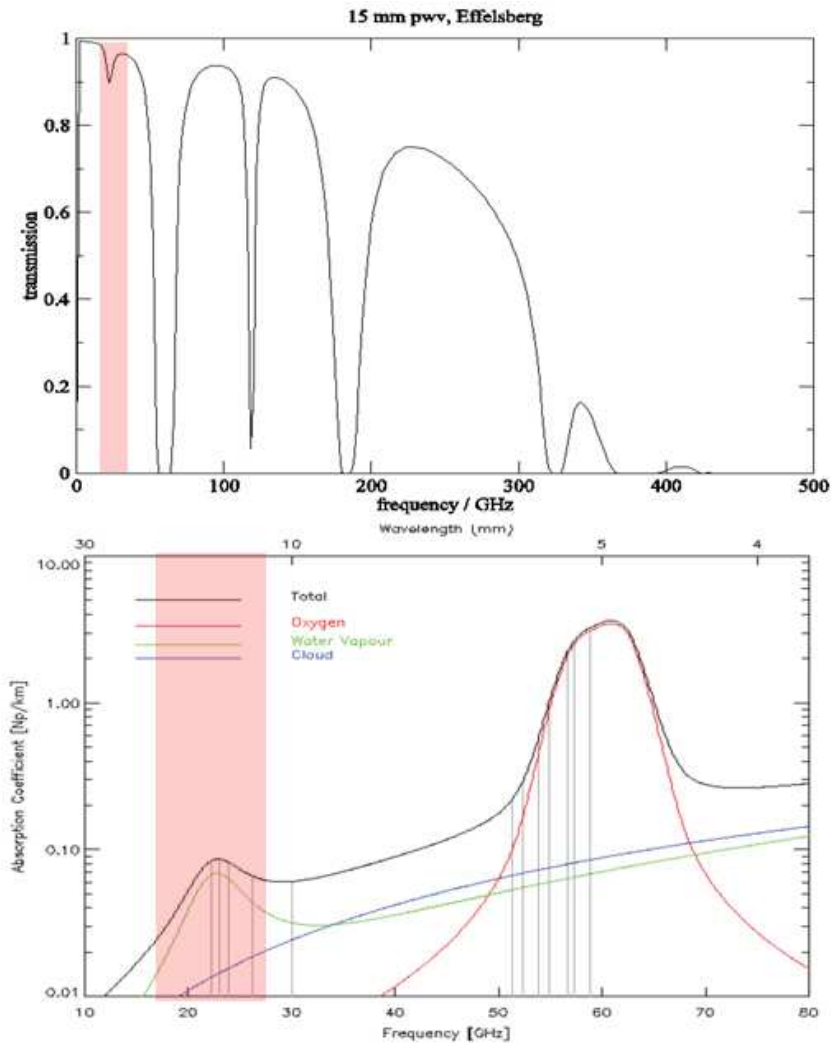 15 mm pwv, Effelsberg
1
0.8
0.6
0.4
0.2
0
transmission
0
100
200
300
400
500
frequency / GHz
Wavelength (mm)
30
10
5
4
10.00
1.00
0.10
0.01
Absorption Coefficient [Np/km]
Total
Oxygen
Water Vapour
Cloud
10
20
30
40
50
60
70
80
Frequency [GHz]